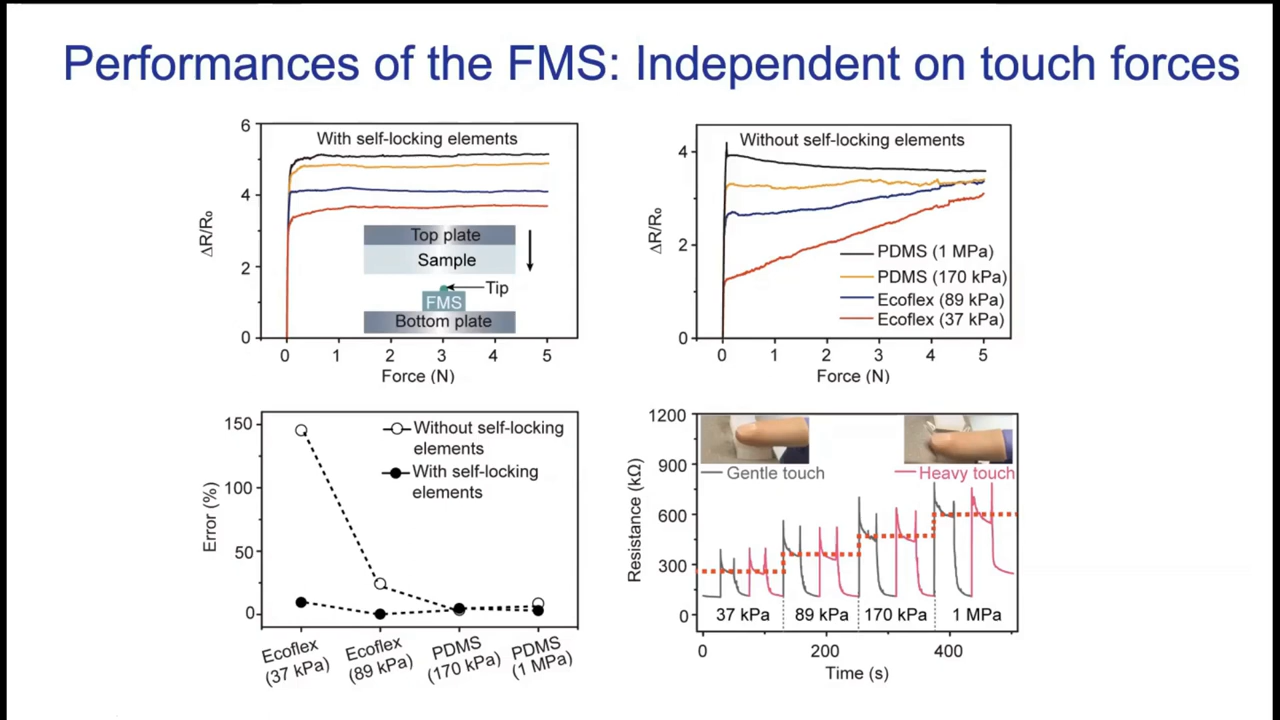 Performances of the FMS: Independent on touch forces
6
4
2
0
ΔR/R₀
With self-locking elements
Top plate
Sample
Tip
FMS
Bottom plate
0 1 2 3 4 5
Force (N)
4
2
0
ΔR/R₀
Without self-locking elements
PDMS (1 MPa)
PDMS (170 kPa)
Ecoflex (89 kPa)
Ecoflex (37 kPa)
0 1 2 3 4 5
Force (N)
150
100
50
0
Error (%)
Without self-locking
elements
With self-locking
elements
Ecoflex
(37 kPa)
Ecoflex
(89 kPa)
PDMS
(170 kPa)
PDMS
(1 MPa)
1200
900
600
300
0
Resistance (kΩ)
Gentle touch
Heavy touch
37 kPa
89 kPa
170 kPa
1 MPa
0 200 400
Time (s)